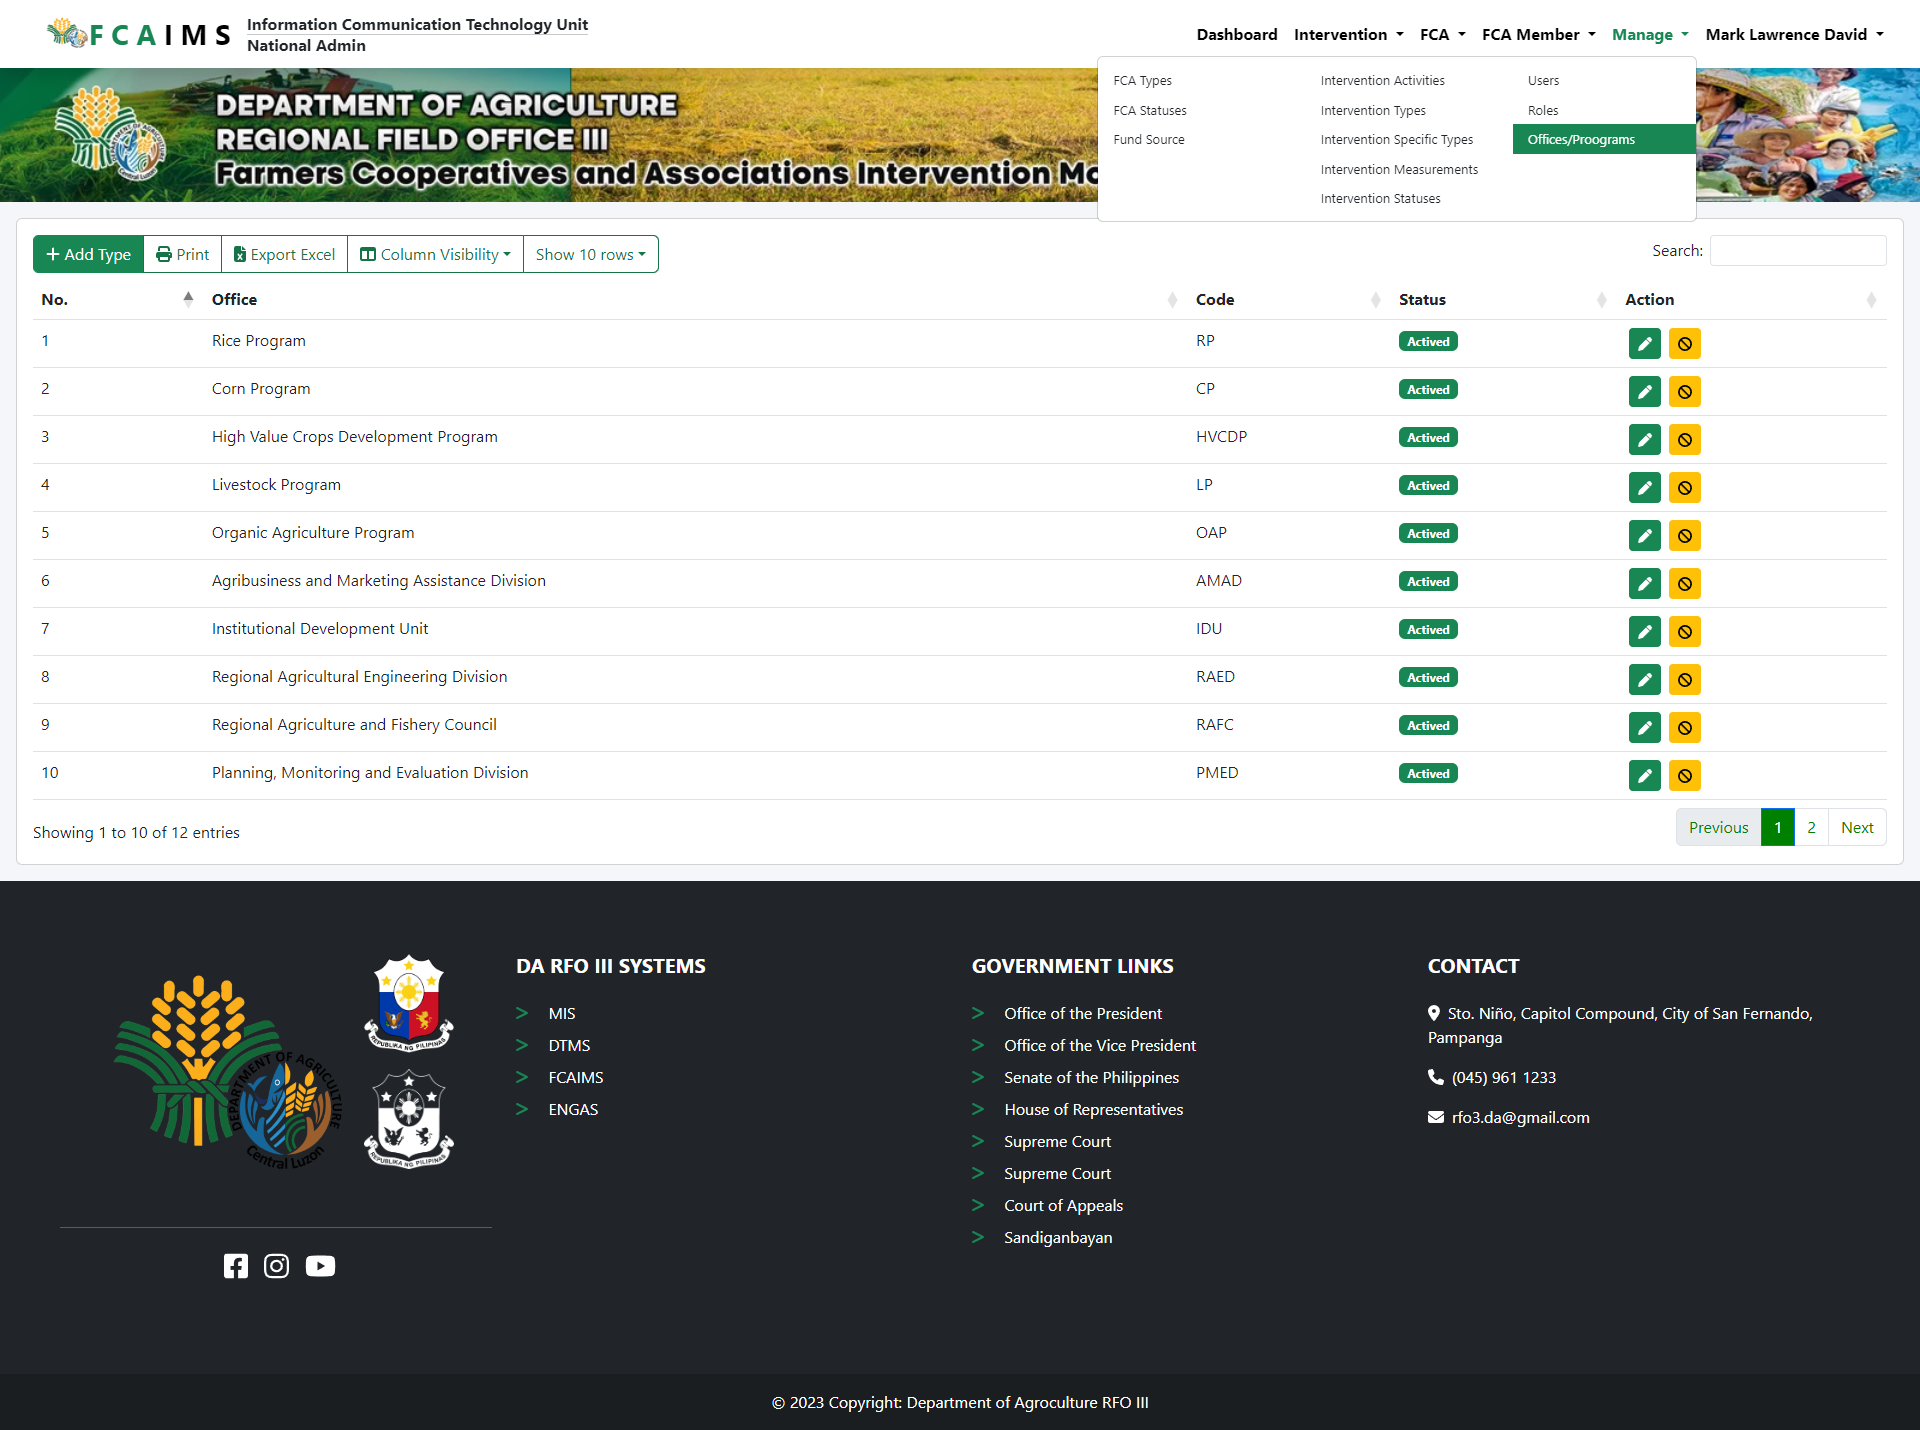 FCAIMS
Information Communication Technology Unit
National Admin
Dashboard
Intervention
FCA
FCA Member
Manage
Mark Lawrence David
DEPARTMENT OF AGRICULTURE
REGIONAL FIELD OFFICE III
Farmers Cooperatives and Associations Intervention
FCA Types
FCA Statuses
Fund Source
Intervention Activities
Intervention Types
Intervention Specific Types
Intervention Measurements
Intervention Statuses
Users
Roles
Offices/Proograms
Add Type Print Export Excel Column Visibility Show 10 rows
Search:
No. Office Code Status Action
1 Rice Program RP Actived
2 Corn Program CP Actived
3 High Value Crops Development Program HVCDP Actived
4 Livestock Program LP Actived
5 Organic Agriculture Program OAP Actived
6 Agribusiness and Marketing Assistance Division AMAD Actived
7 Institutional Development Unit IDU Actived
8 Regional Agricultural Engineering Division RAED Actived
9 Regional Agriculture and Fishery Council RAFC Actived
10 Planning, Monitoring and Evaluation Division PMED Actived
Showing 1 to 10 of 12 entries
Previous 1 2 Next
DEPARTMENT OF AGRICULTURE
Central Luzon
REPUBLIKA NG PILIPINAS
REPUBLIKA NG PILIPINAS
DA RFO III SYSTEMS
> MIS
> DTMS
> FCAIMS
> ENGAS
GOVERNMENT LINKS
> Office of the President
> Office of the Vice President
> Senate of the Philippines
> House of Representatives
> Supreme Court
> Supreme Court
> Court of Appeals
> Sandiganbayan
CONTACT
Sto. Niño, Capitol Compound, City of San Fernando,
Pampanga
(045) 961 1233
rfo3.da@gmail.com
© 2023 Copyright: Department of Agroculture RFO III